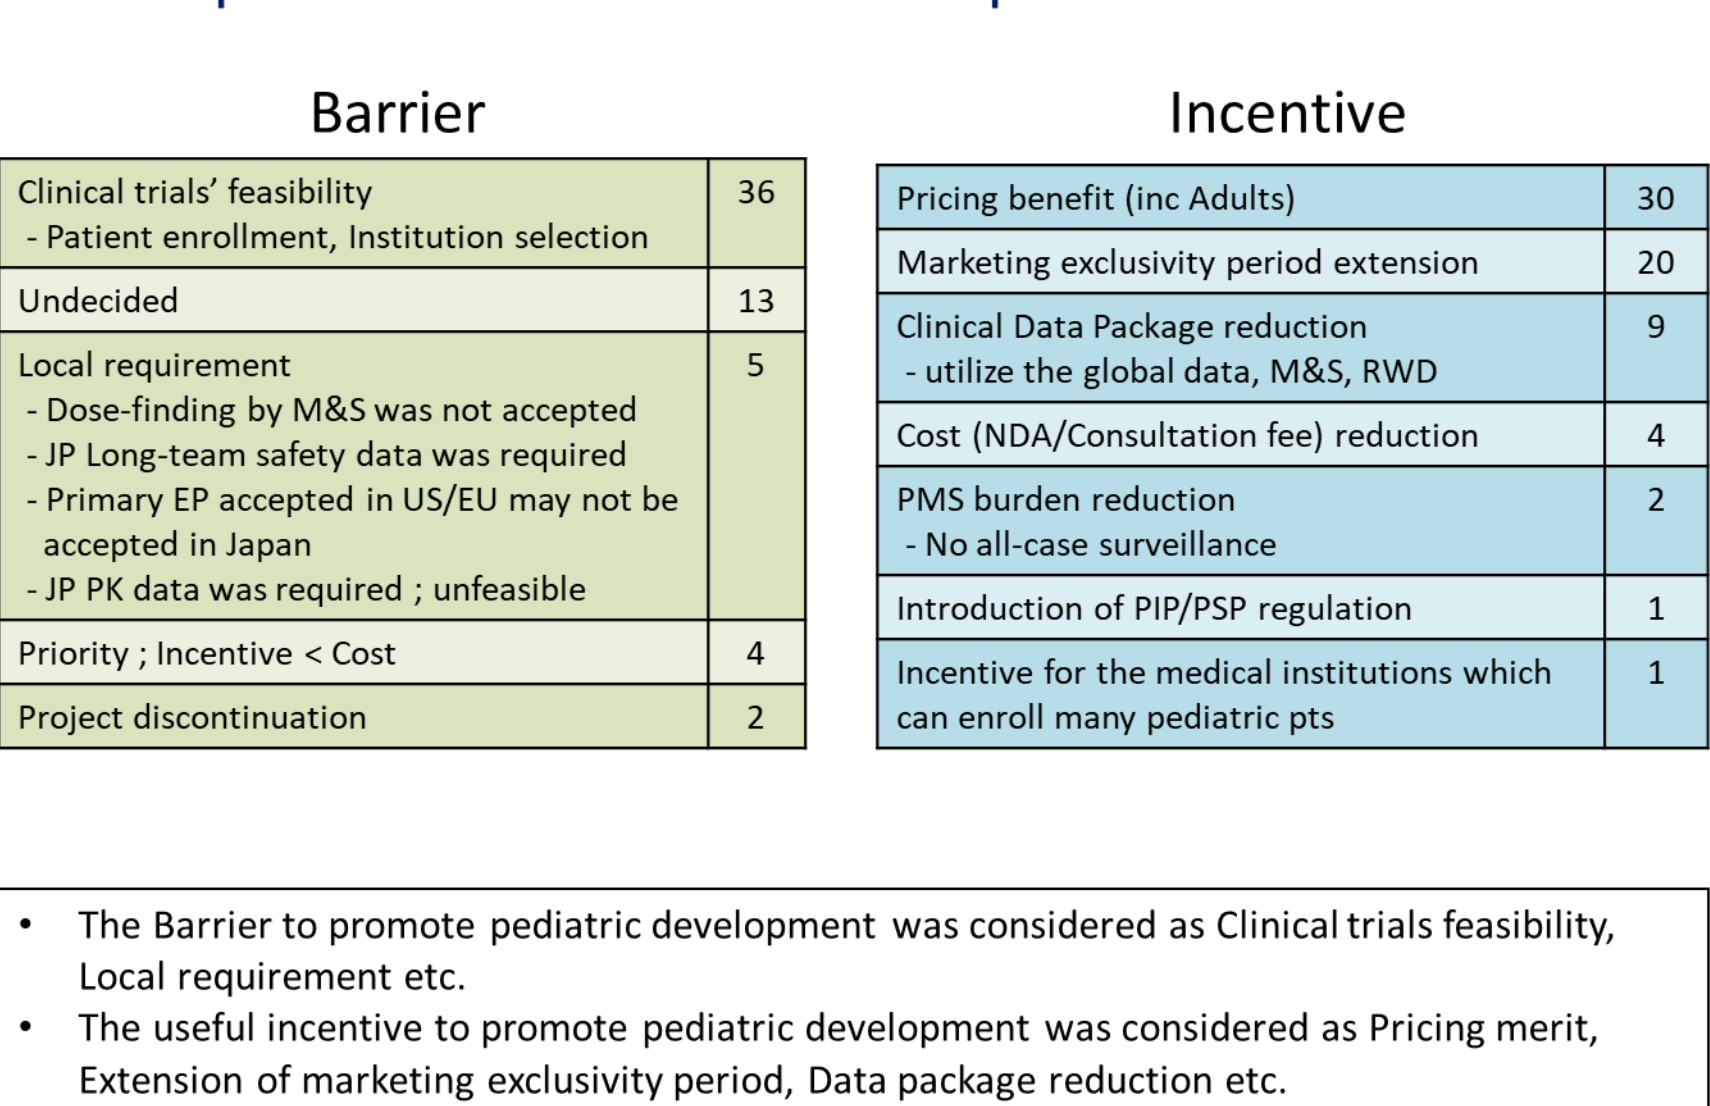 Barrier
Clinical trials’ feasibility 36
- Patient enrollment, Institution selection
Undecided 13
Local requirement 5
- Dose-finding by M&S was not accepted
- JP Long-team safety data was required
- Primary EP accepted in US/EU may not be
accepted in Japan
- JP PK data was required ; unfeasible
Priority ; Incentive < Cost 4
Project discontinuation 2
Incentive
Pricing benefit (inc Adults) 30
Marketing exclusivity period extension 20
Clinical Data Package reduction 9
- utilize the global data, M&S, RWD
Cost (NDA/Consultation fee) reduction 4
PMS burden reduction 2
- No all-case surveillance
Introduction of PIP/PSP regulation 1
Incentive for the medical institutions which 1
can enroll many pediatric pts
• The Barrier to promote pediatric development was considered as Clinical trials feasibility,
Local requirement etc.
• The useful incentive to promote pediatric development was considered as Pricing merit,
Extension of marketing exclusivity period, Data package reduction etc.